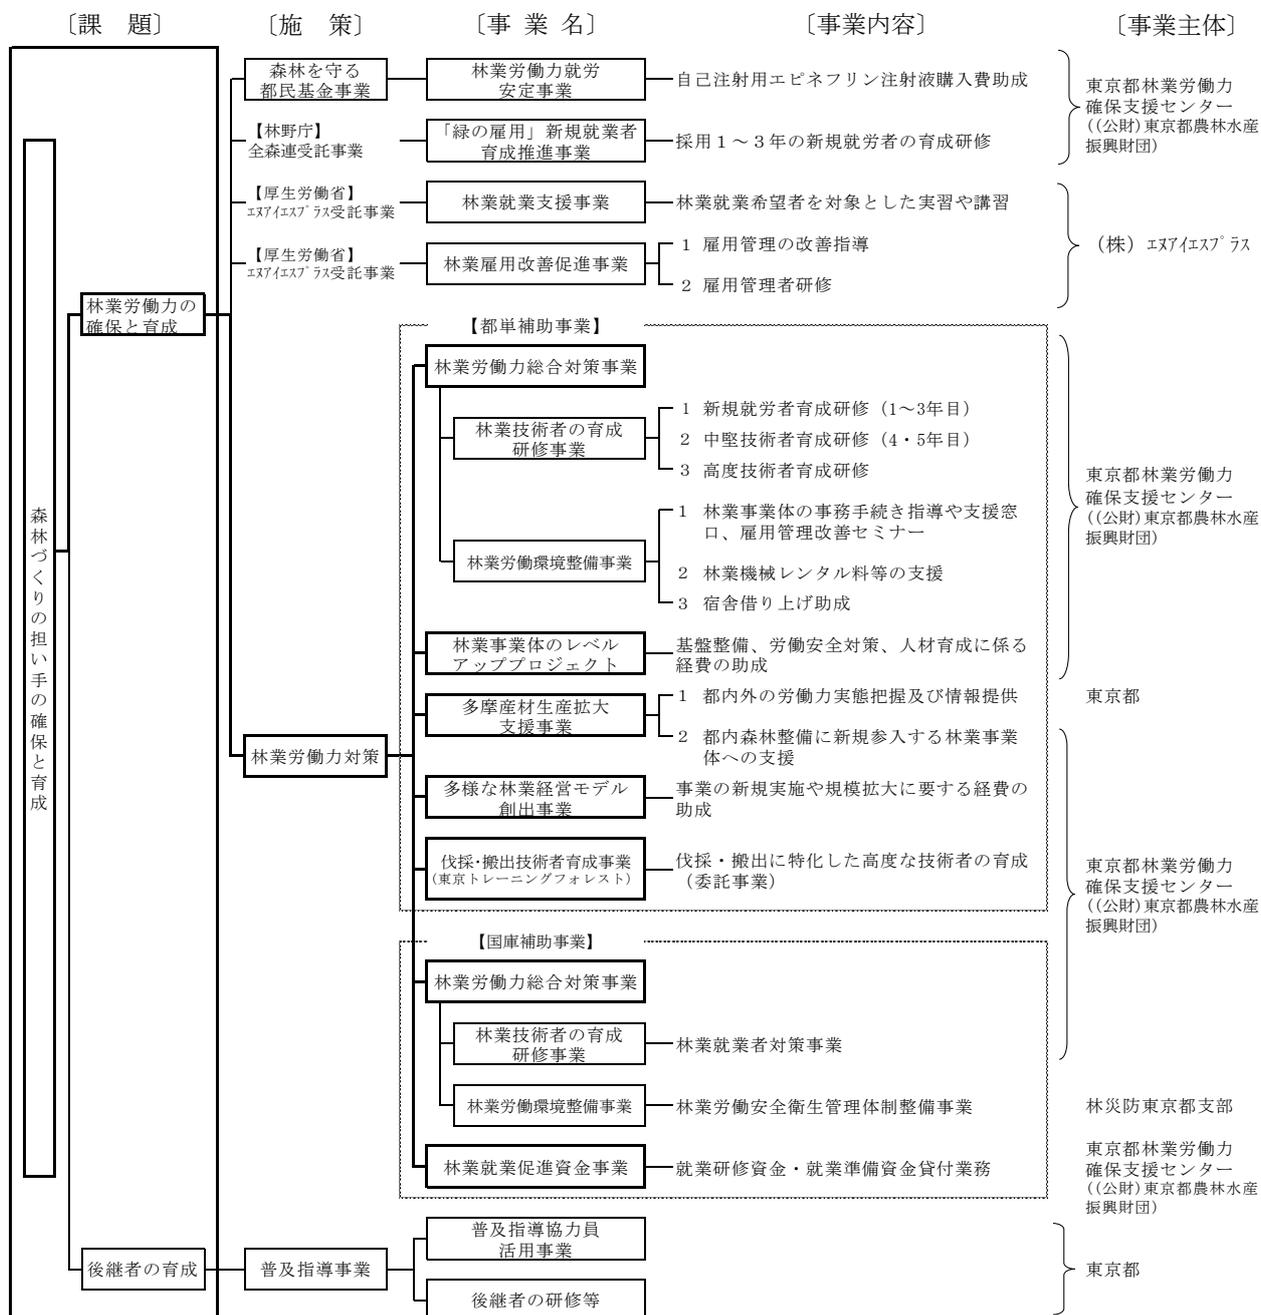 〔課　題〕　〔施　策〕　〔事 業 名〕　〔事業内容〕　〔事業主体〕
森林づくりの担い手の確保と育成
林業労働力の
確保と育成
森林を守る
都民基金事業
林業労働力就労
安定事業
自己注射用エピネフリン注射液購入費助成
【林野庁】
全森連受託事業
「緑の雇用」新規就業者
育成推進事業
採用１～３年の新規就労者の育成研修
東京都林業労働力
確保支援センター
((公財)東京都農林水産
振興財団)
【厚生労働省】
ｴﾇｱｲｴｽﾌﾟﾗｽ受託事業
林業就業支援事業
林業就業希望者を対象とした実習や講習
【厚生労働省】
ｴﾇｱｲｴｽﾌﾟﾗｽ受託事業
林業雇用改善促進事業
１ 雇用管理の改善指導
２ 雇用管理者研修
（株）ｴﾇｱｲｴｽﾌﾟﾗｽ
林業労働力対策
【都単補助事業】
林業労働力総合対策事業
林業技術者の育成
研修事業
１ 新規就労者育成研修（1～3年目）
２ 中堅技術者育成研修（4・5年目）
３ 高度技術者育成研修
林業労働環境整備事業
１ 林業事業体の事務手続き指導や支援窓
口、雇用管理改善セミナー
２ 林業機械レンタル料等の支援
３ 宿舎借り上げ助成
林業事業体のレベル
アッププロジェクト
基盤整備、労働安全対策、人材育成に係る
経費の助成
東京都林業労働力
確保支援センター
((公財)東京都農林水産
振興財団)
多摩産材生産拡大
支援事業
１ 都内外の労働力実態把握及び情報提供
東京都
２ 都内森林整備に新規参入する林業事業
体への支援
多様な林業経営モデル
創出事業
事業の新規実施や規模拡大に要する経費の
助成
伐採・搬出技術者育成事業
（東京トレーニングフォレスト）
伐採・搬出に特化した高度な技術者の育成
（委託事業）
東京都林業労働力
確保支援センター
((公財)東京都農林水産
振興財団)
【国庫補助事業】
林業労働力総合対策事業
林業技術者の育成
研修事業
林業就業者対策事業
林業労働環境整備事業
林業労働安全衛生管理体制整備事業
林災防東京都支部
林業就業促進資金事業
就業研修資金・就業準備資金貸付業務
東京都林業労働力
確保支援センター
((公財)東京都農林水産
振興財団)
後継者の育成
普及指導事業
普及指導協力員
活用事業
後継者の研修等
東京都